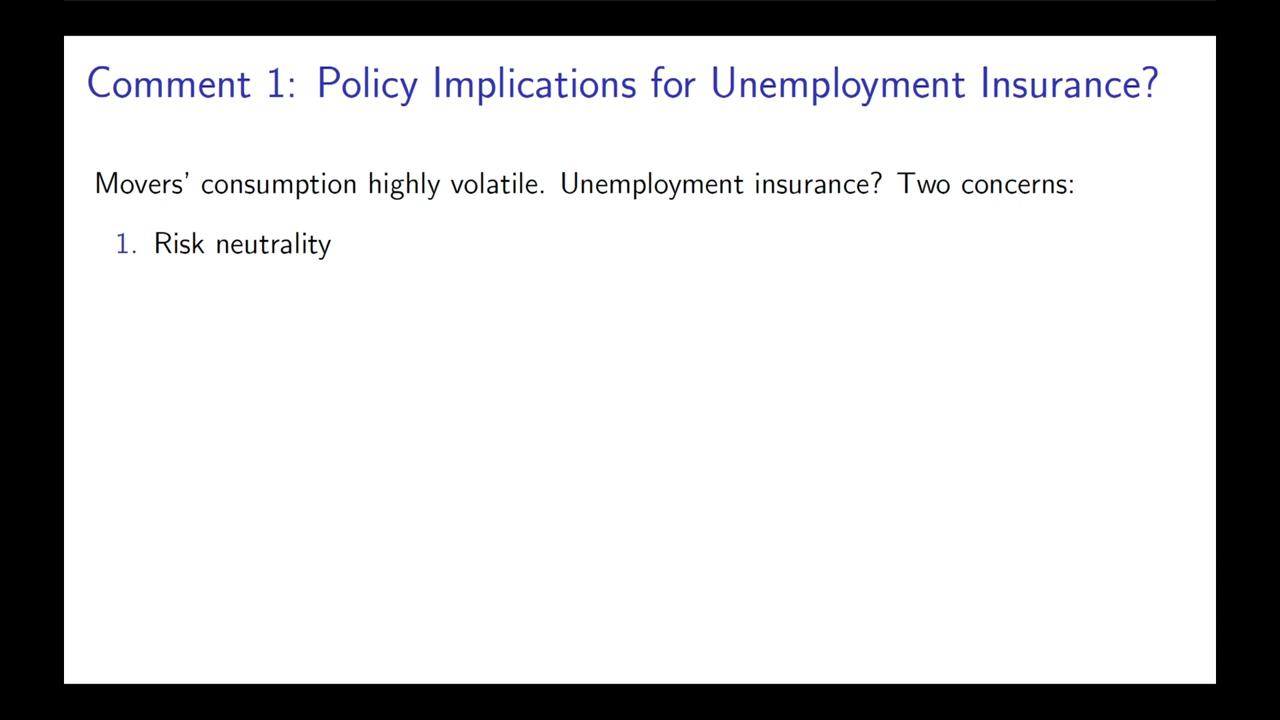 Comment 1: Policy Implications for Unemployment Insurance?
Movers' consumption highly volatile. Unemployment insurance? Two concerns:
1. Risk neutrality